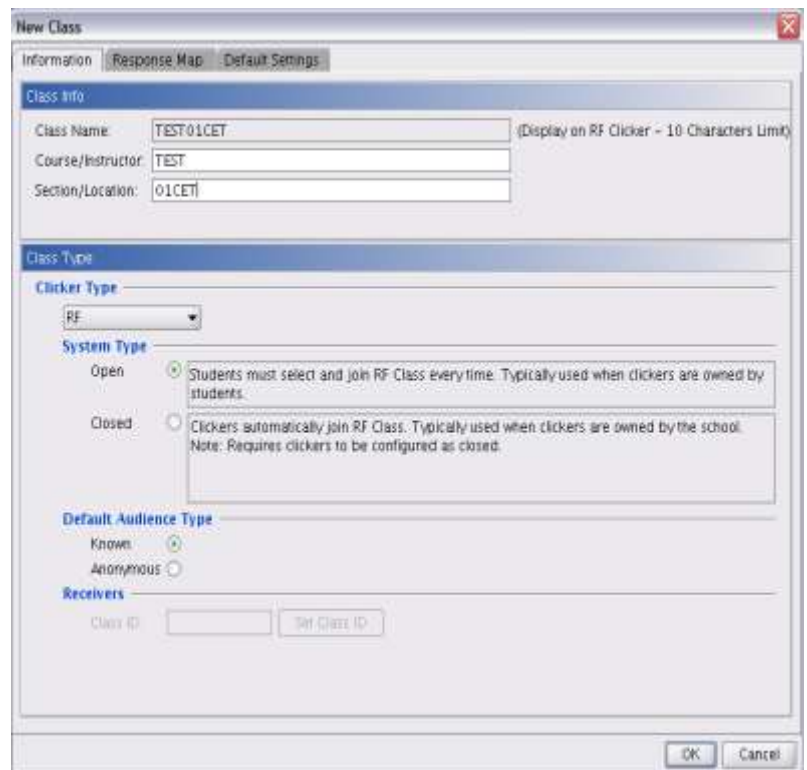 New Class
Information Response Map Default Settings
Class Info
Class Name: TEST01CET (Display on RF Clicker - 10 Characters Limit)
Course/Instructor: TEST
Section/Location: 01CET
Class Type
Clicker Type
RF
System Type
Open Students must select and join RF Class every time. Typically used when clickers are owned by
students.
Closed Clickers automatically join RF Class. Typically used when clickers are owned by the school.
Note: Requires clickers to be configured as closed.
Default Audience Type
Known
Anonymous
Receivers
Class ID: Set Class ID
OK Cancel